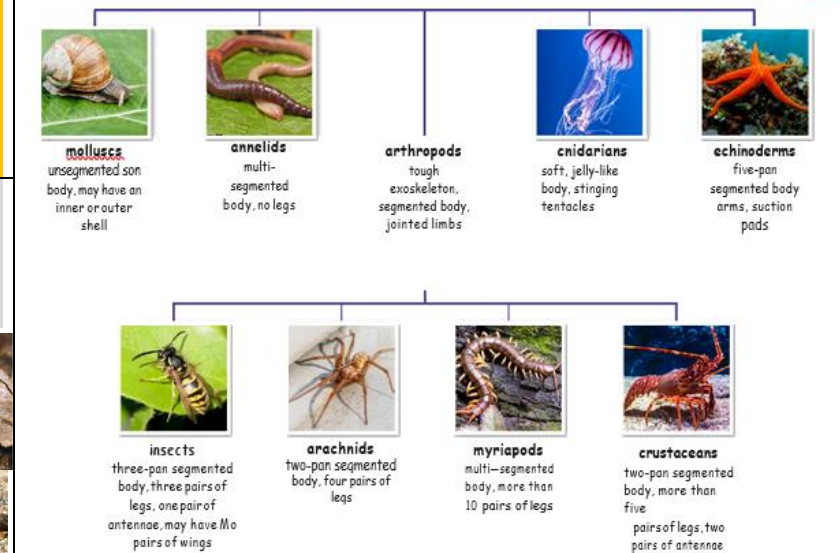 molluscs
unsegmented son
body, may have an
inner or outer
shell
annelids
multi-
segmented
body, no legs
arthropods
tough
exoskeleton,
segmented body,
jointed limbs
cnidarians
soft, jelly-like
body, stinging
tentacles
echinoderms
five-pan
segmented body
arms, suction
pads
insects
three-pan segmented
body, three pairs of
legs, one pair of
antennae, may have Mo
pairs of wings
arachnids
two-pan seqmented
body, four pairs of
legs
myriapods
multi—segmented
body, more than
10 pairs of legs
crustaceans
two-pan segmented
body, more than
five
pairs of legs, two
pairs of antennae